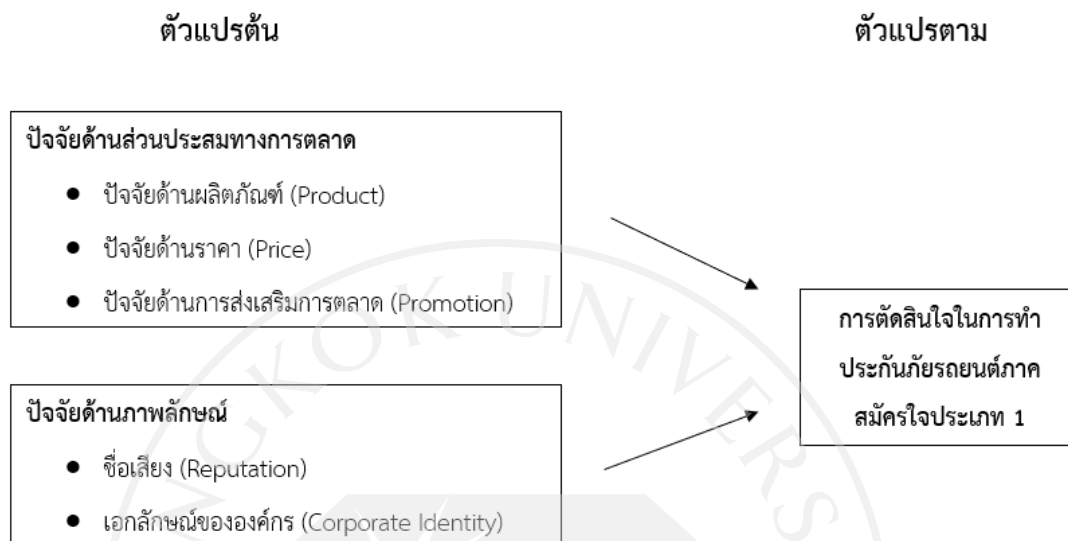 ตัวแปรต้น
ตัวแปรตาม
ปัจจัยด้านส่วนประสมทางการตลาด
● ปัจจัยด้านผลิตภัณฑ์ (Product)
● ปัจจัยด้านราคา (Price)
● ปัจจัยด้านการส่งเสริมการตลาด (Promotion)
การตัดสินใจในการทำ
ประกันภัยรถยนต์ภาค
สมัครใจประเภท 1
ปัจจัยด้านภาพลักษณ์
● ชื่อเสียง (Reputation)
● เอกลักษณ์ขององค์กร (Corporate Identity)
NGKOK UNIVERS